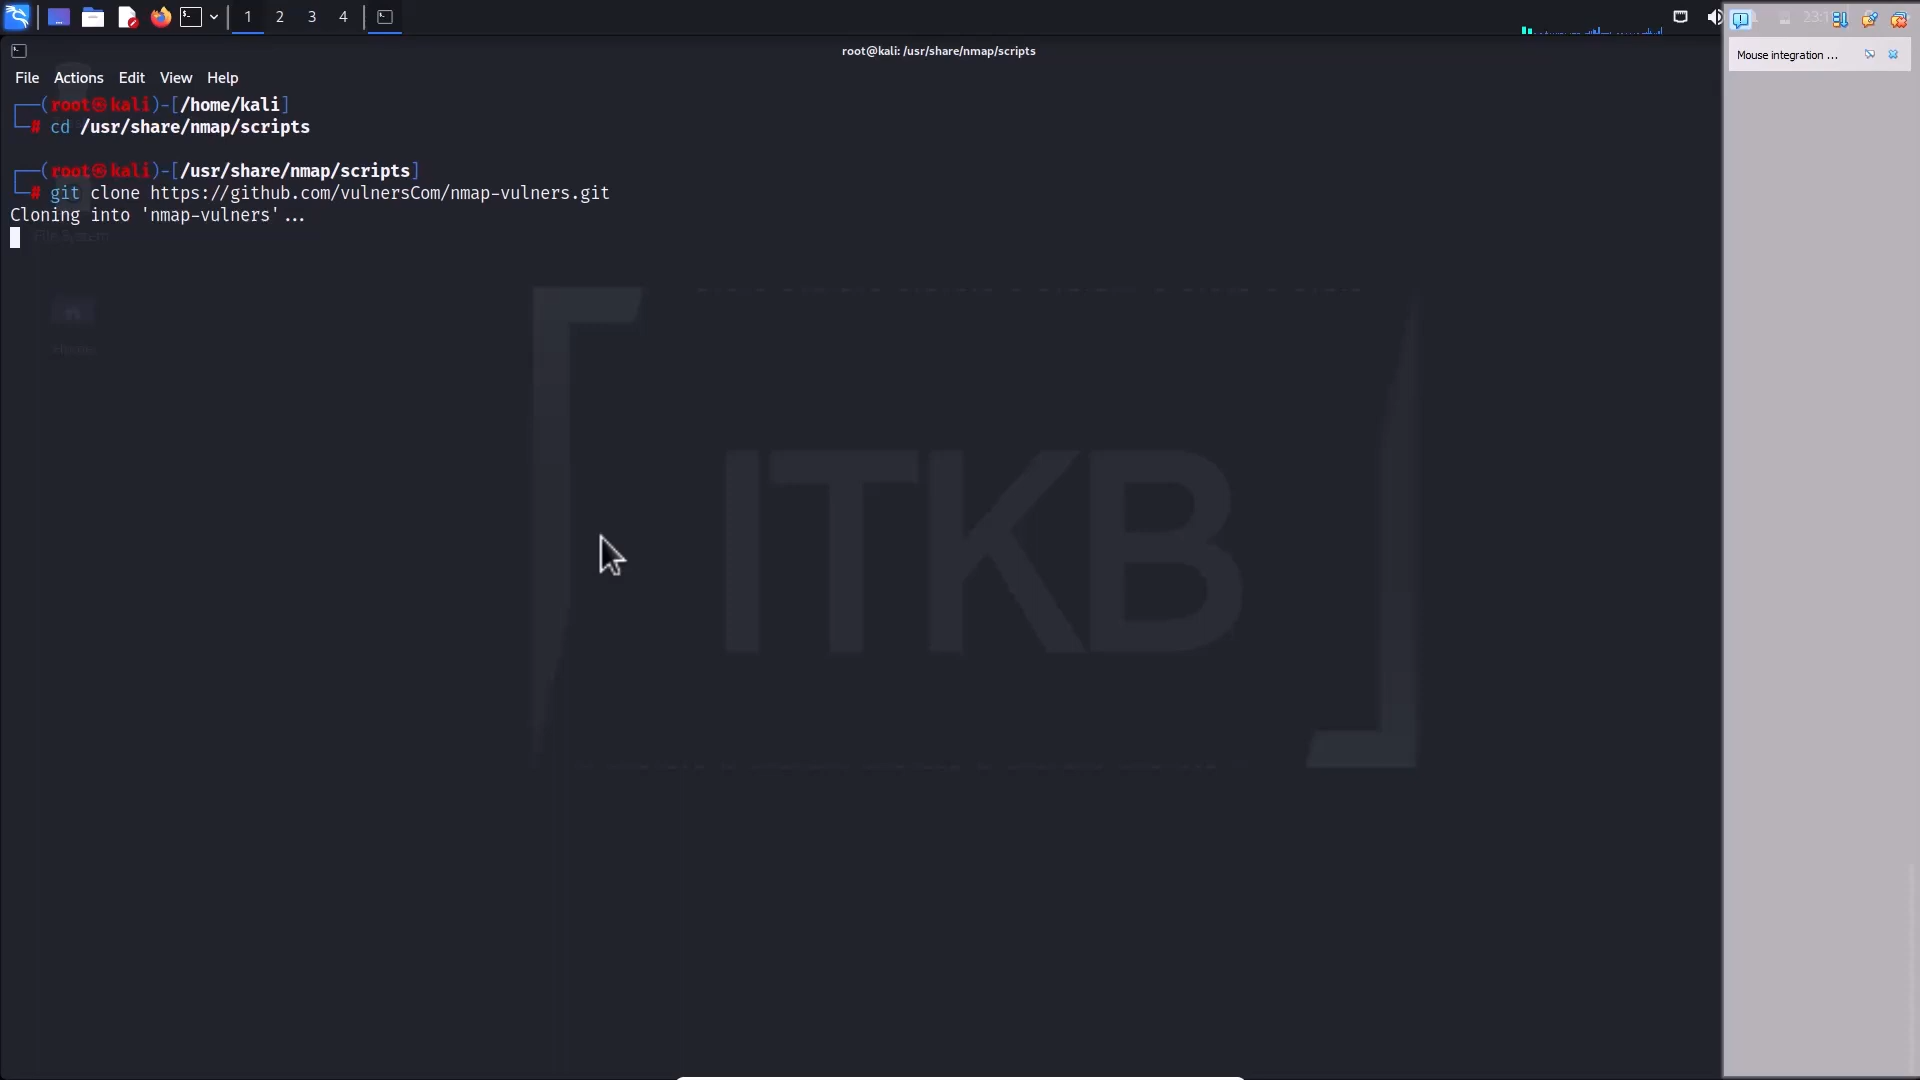 1 2 3 4
root@kali: /usr/share/nmap/scripts
File Actions Edit View Help
Mouse integration ...
┌──(root㉿kali)-[/home/kali]
└─# cd /usr/share/nmap/scripts
┌──(root㉿kali)-[/usr/share/nmap/scripts]
└─# git clone https://github.com/vulnersCom/nmap-vulners.git
Cloning into 'nmap-vulners'...
File System
ITKB